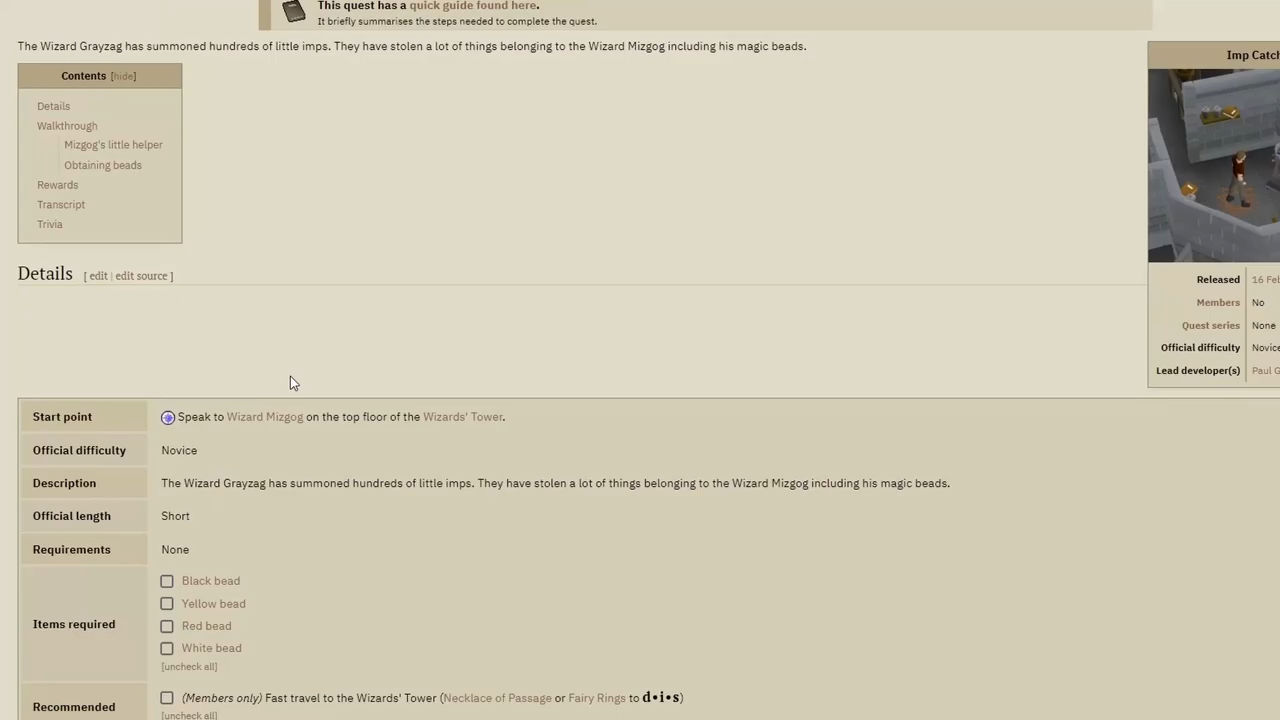 This quest has a quick guide found here.
It briefly summarises the steps needed to complete the quest.
The Wizard Grayzag has summoned hundreds of little imps. They have stolen a lot of things belonging to the Wizard Mizgog including his magic beads.
Imp Catch
Contents [hide]
Details
Walkthrough
Mizgog's little helper
Obtaining beads
Rewards
Transcript
Trivia
Details [ edit | edit source ]
Released 16 Feb
Members No
Quest series None
Official difficulty Novice
Lead developer(s) Paul G
Start point Speak to Wizard Mizgog on the top floor of the Wizards' Tower.
Official difficulty Novice
Description The Wizard Grayzag has summoned hundreds of little imps. They have stolen a lot of things belonging to the Wizard Mizgog including his magic beads.
Official length Short
Requirements None
Items required
Black bead
Yellow bead
Red bead
White bead
[uncheck all]
Recommended
(Members only) Fast travel to the Wizards' Tower (Necklace of Passage or Fairy Rings to d•i•s)
[uncheck all]